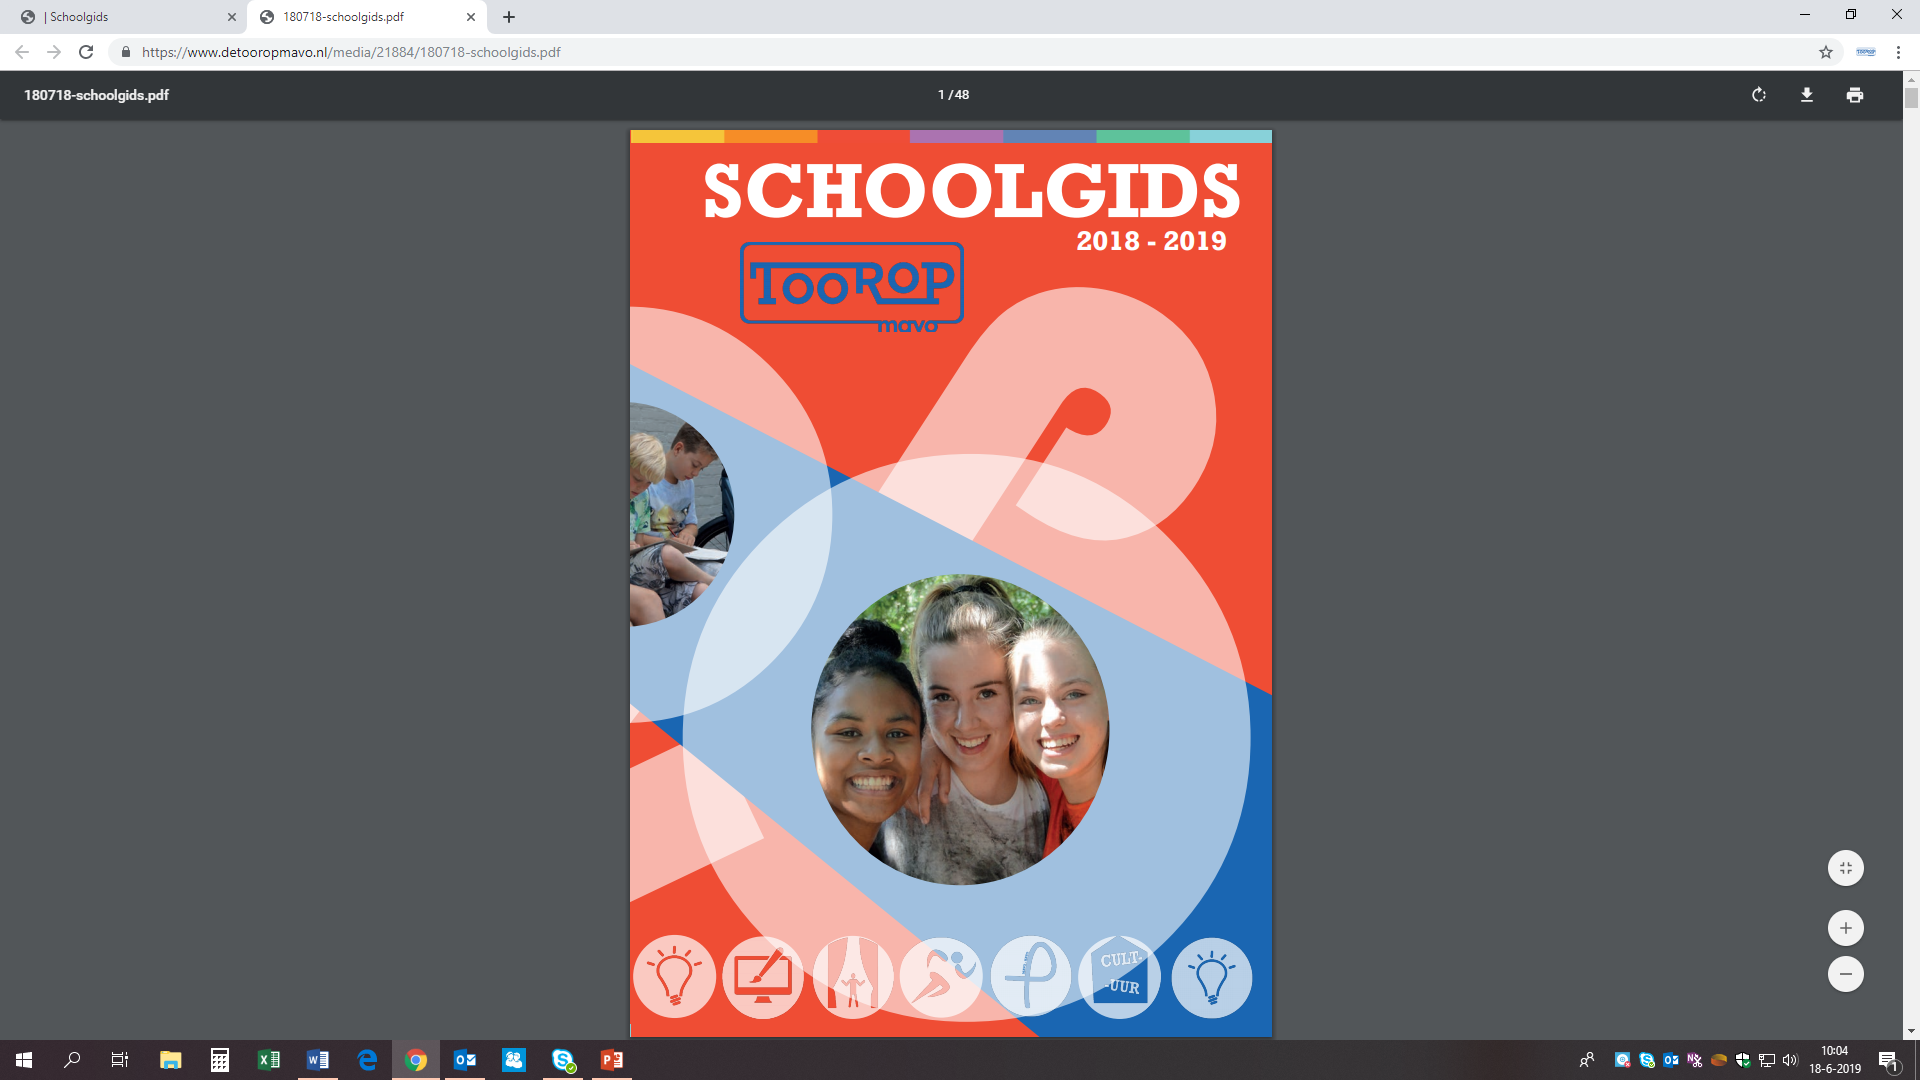 | Schoolgids
180718-schoolgids.pdf
https://www.detooropmavo.nl/media/21884/180718-schoolgids.pdf
180718-schoolgids.pdf
1 / 48
SCHOOLGIDS
2018 - 2019
TOOROP
mavo
CULT-
-UUR
10:04
18-6-2019
1